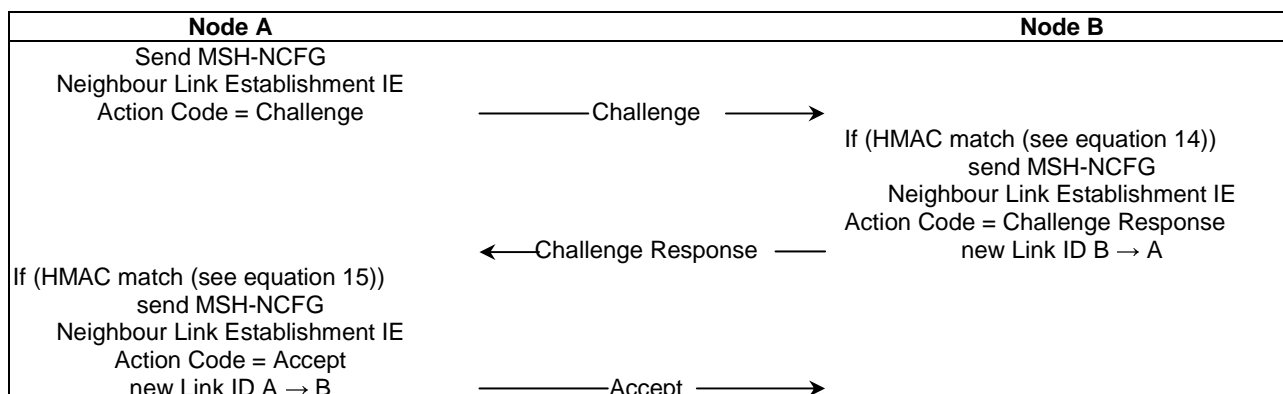 Node A Node B
Send MSH-NCFG
Neighbour Link Establishment IE
Action Code = Challenge Challenge
If (HMAC match (see equation 14))
send MSH-NCFG
Neighbour Link Establishment IE
Action Code = Challenge Response
Challenge Response new Link ID B → A
If (HMAC match (see equation 15))
send MSH-NCFG
Neighbour Link Establishment IE
Action Code = Accept
new Link ID A → B Accept